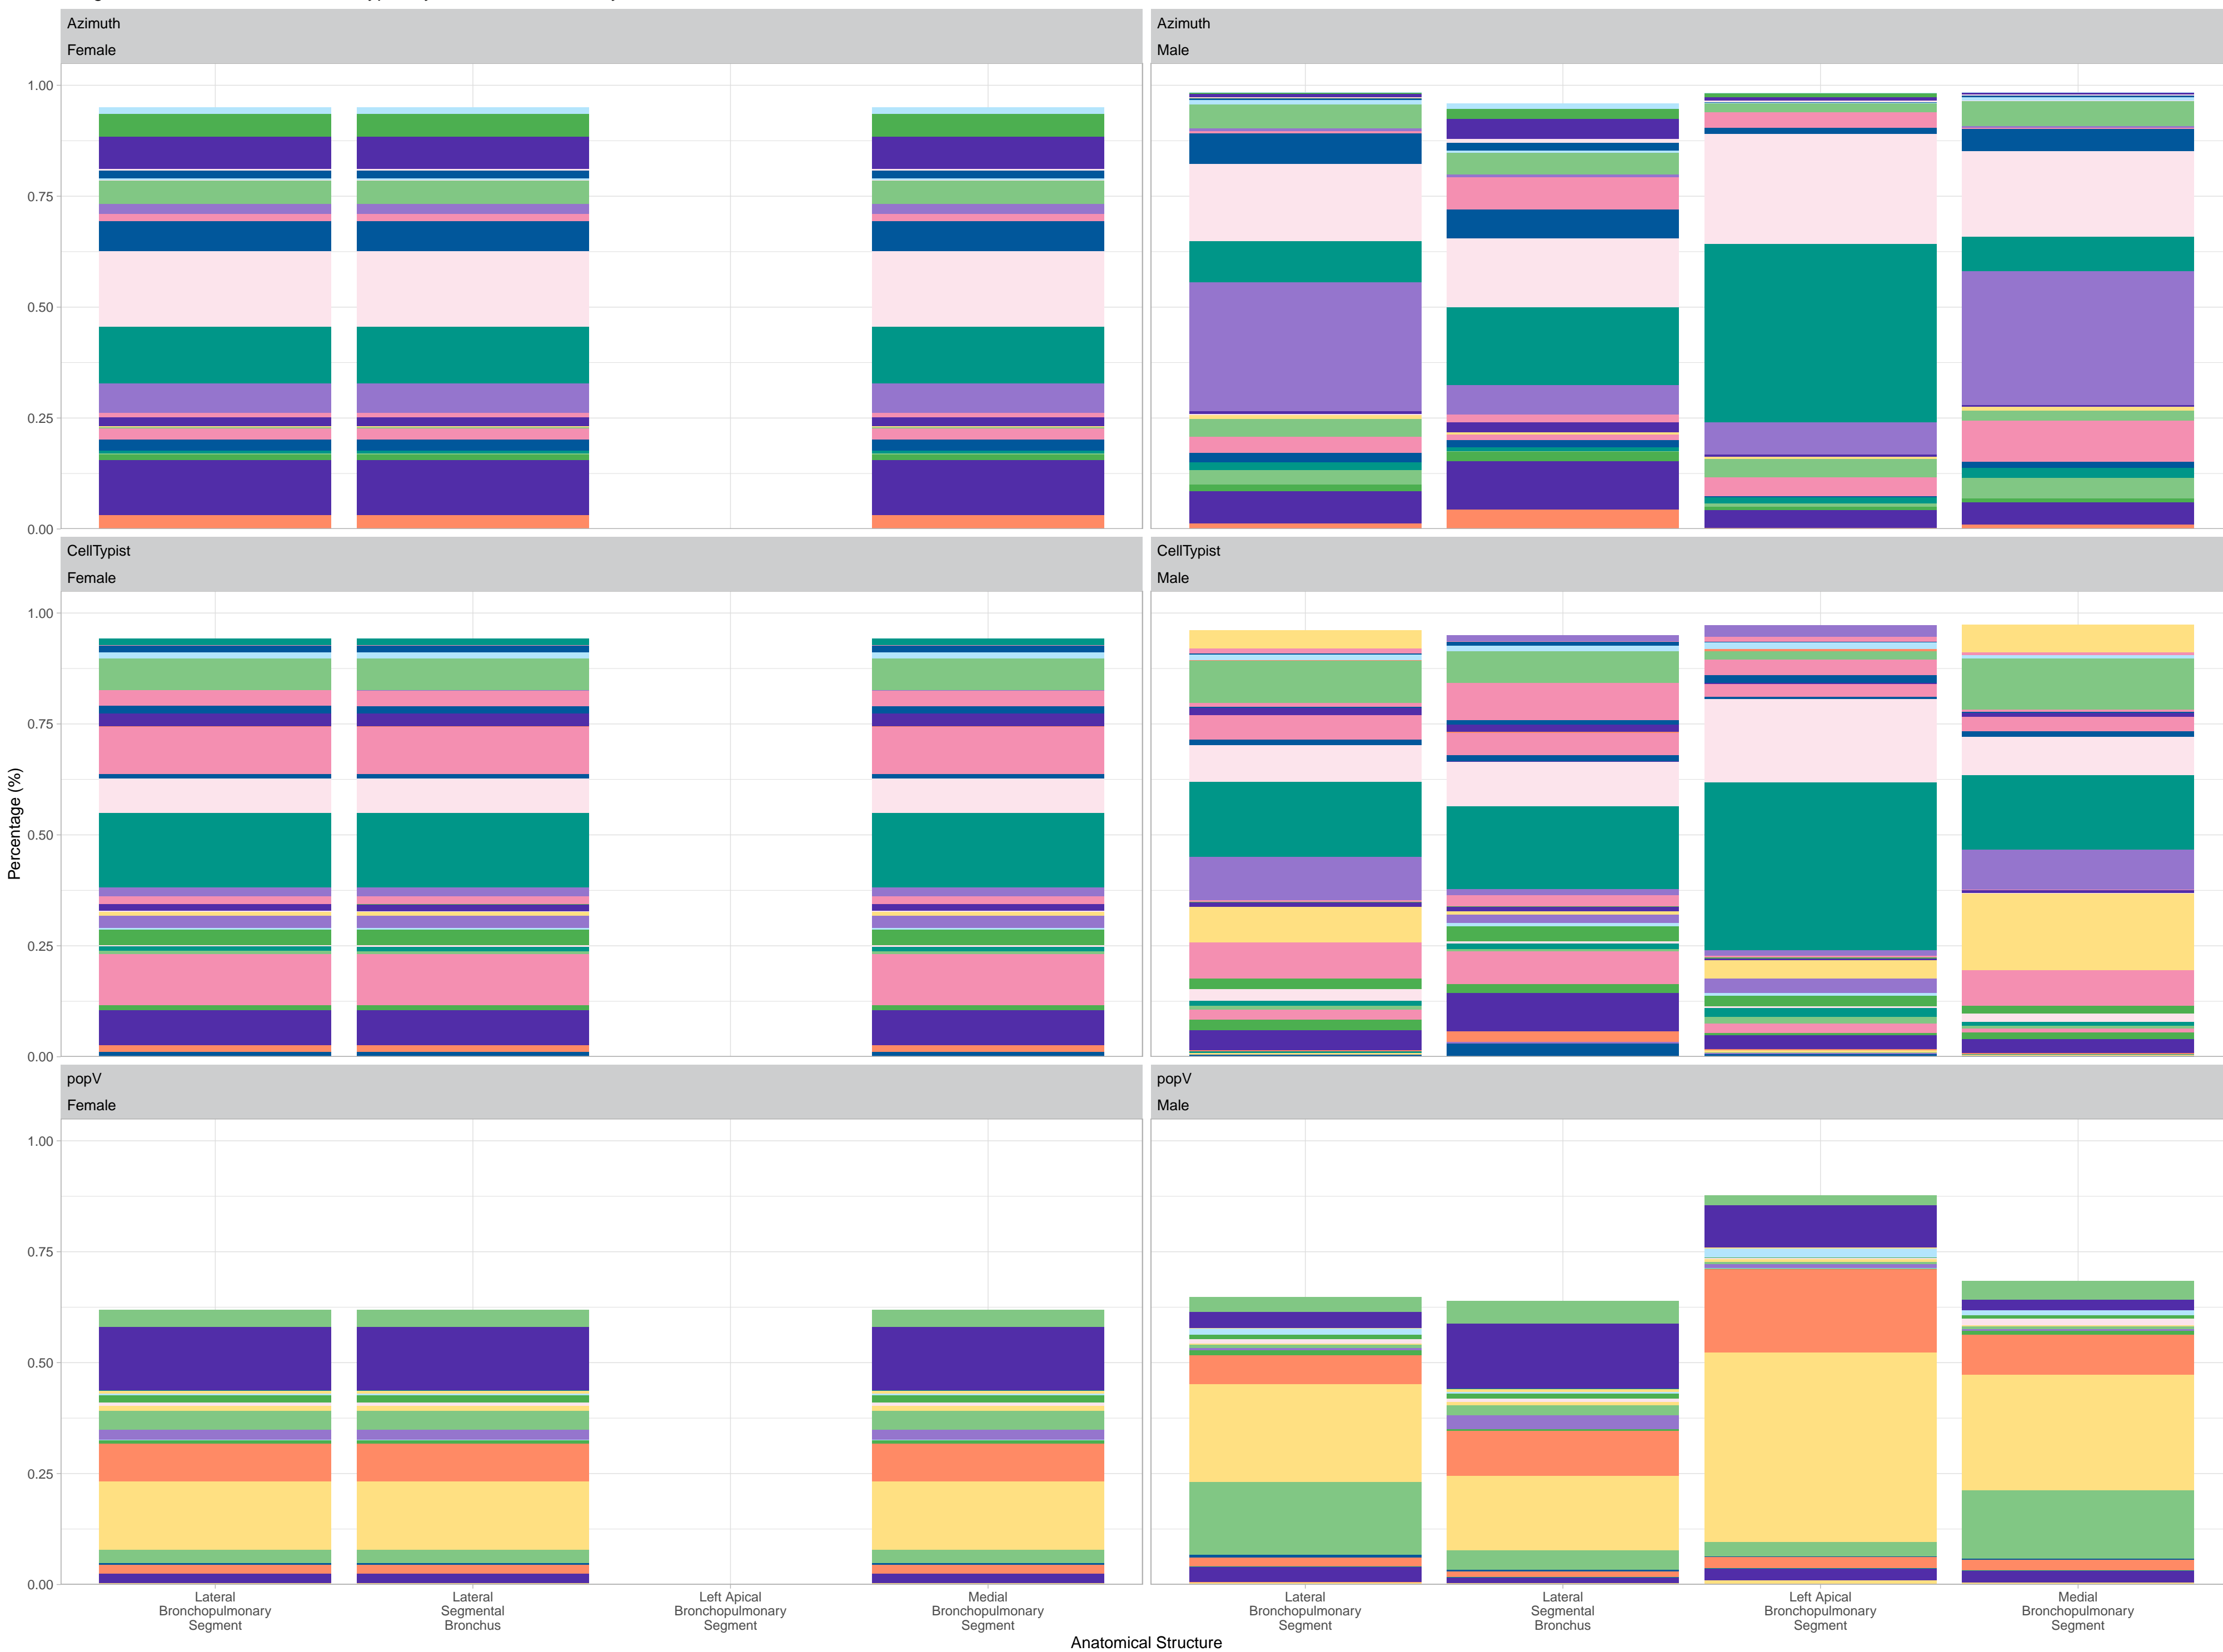 Azimuth
Female
Azimuth
Male
1.00
0.75
0.50
0.25
0.00
CellTypist
Female
CellTypist
Male
1.00
0.75
0.50
0.25
0.00
Percentage (%)
popV
Female
popV
Male
1.00
0.75
0.50
0.25
0.00
Lateral
Bronchopulmonary
Segment
Lateral
Segmental
Bronchus
Left Apical
Bronchopulmonary
Segment
Medial
Bronchopulmonary
Segment
Lateral
Bronchopulmonary
Segment
Lateral
Segmental
Bronchus
Left Apical
Bronchopulmonary
Segment
Medial
Bronchopulmonary
Segment
Anatomical Structure